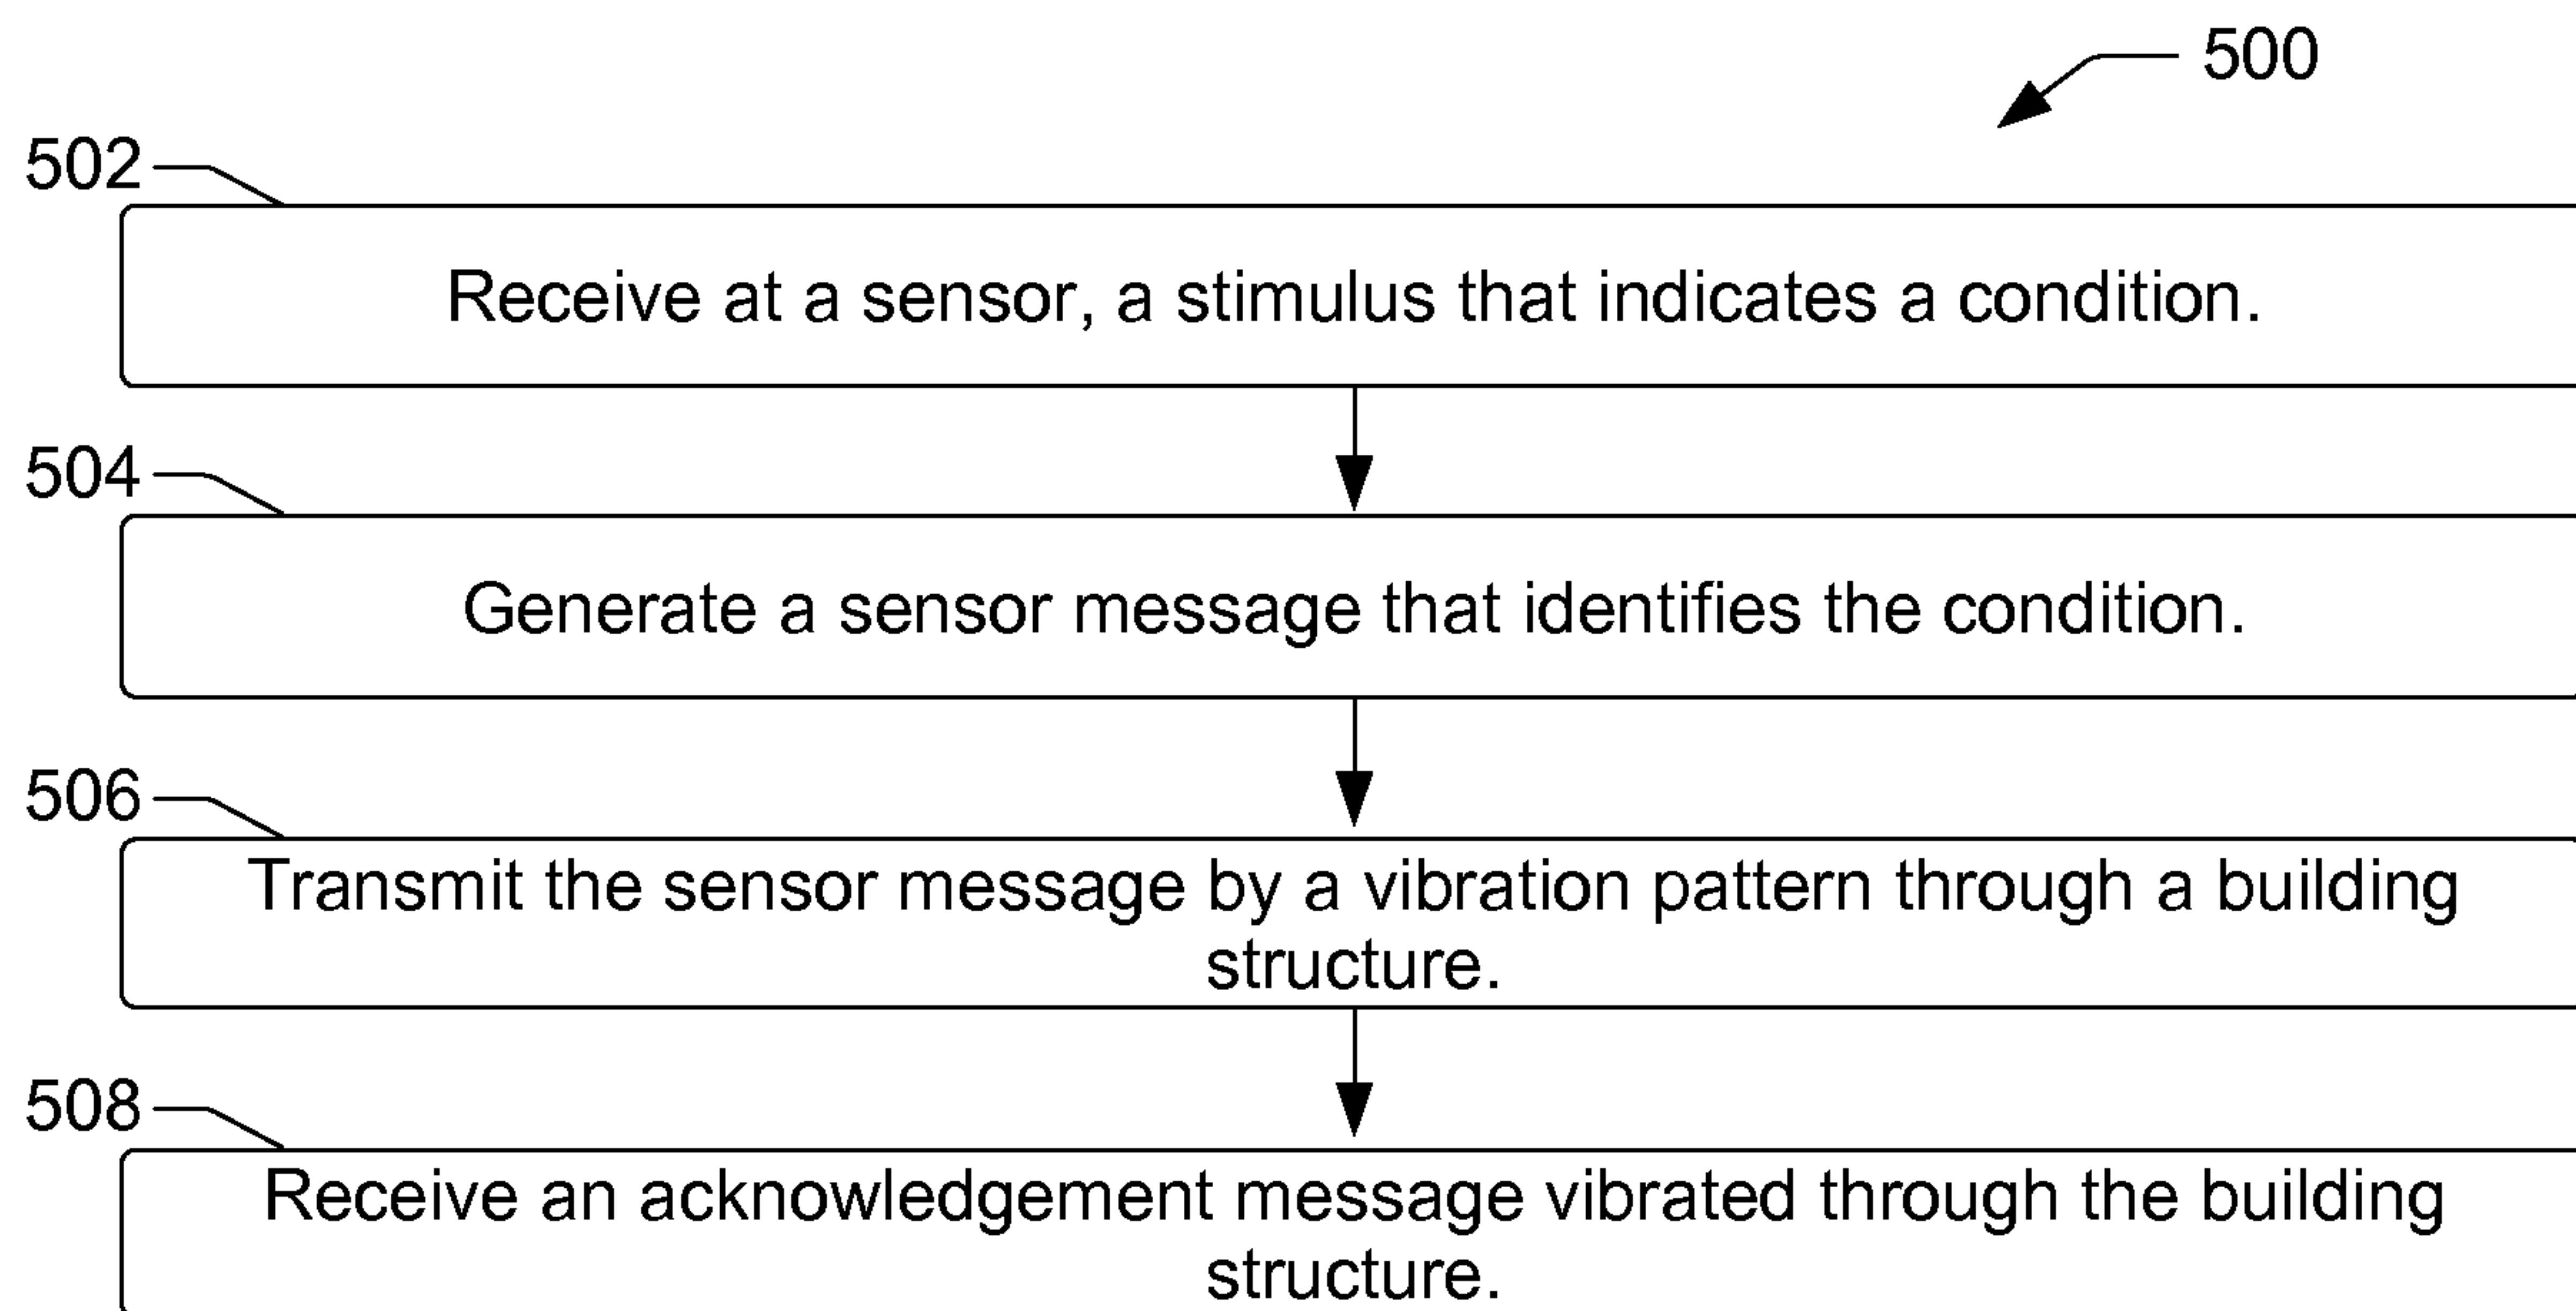 500
502
Receive at a sensor, a stimulus that indicates a condition.
504
Generate a sensor message that identifies the condition.
506
Transmit the sensor message by a vibration pattern through a building
structure.
508
Receive an acknowledgement message vibrated through the building
structure.